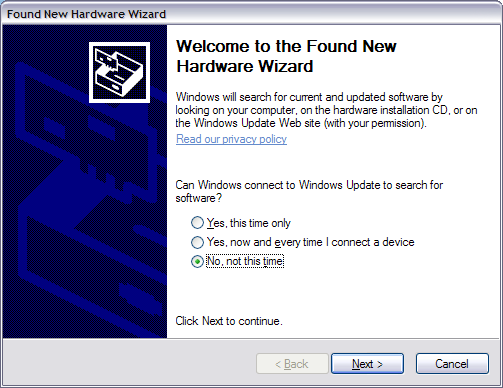 Found New Hardware Wizard
Welcome to the Found New
Hardware Wizard
Windows will search for current and updated software by
looking on your computer, on the hardware installation CD, or on
the Windows Update Web site (with your permission).
Read our privacy policy
Can Windows connect to Windows Update to search for
software?
Yes, this time only
Yes, now and every time I connect a device
No, not this time
Click Next to continue.
< Back
Next >
Cancel